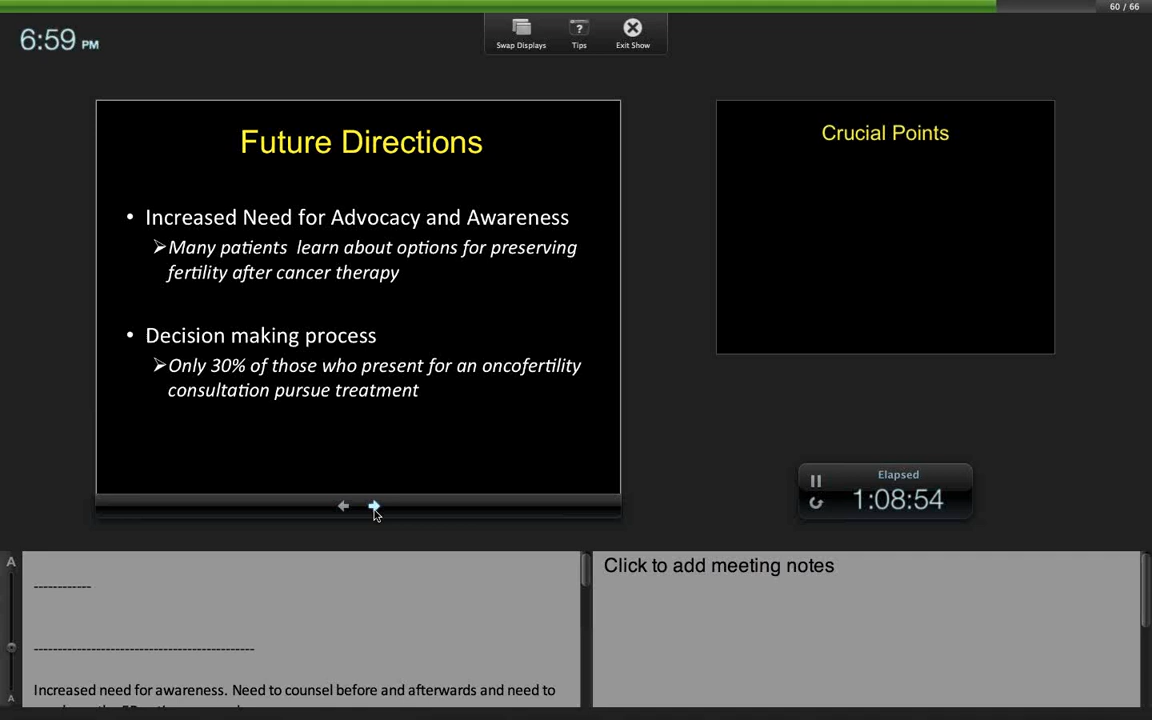 60 / 66
6:59 PM
Swap Displays
Tips
Exit Show
Future Directions
• Increased Need for Advocacy and Awareness
➢Many patients learn about options for preserving
fertility after cancer therapy
• Decision making process
➢Only 30% of those who present for an oncofertility
consultation pursue treatment
Crucial Points
Elapsed
1:08:54
A
A
------------
---------------------------------------------
Increased need for awareness. Need to counsel before and afterwards and need to
Click to add meeting notes